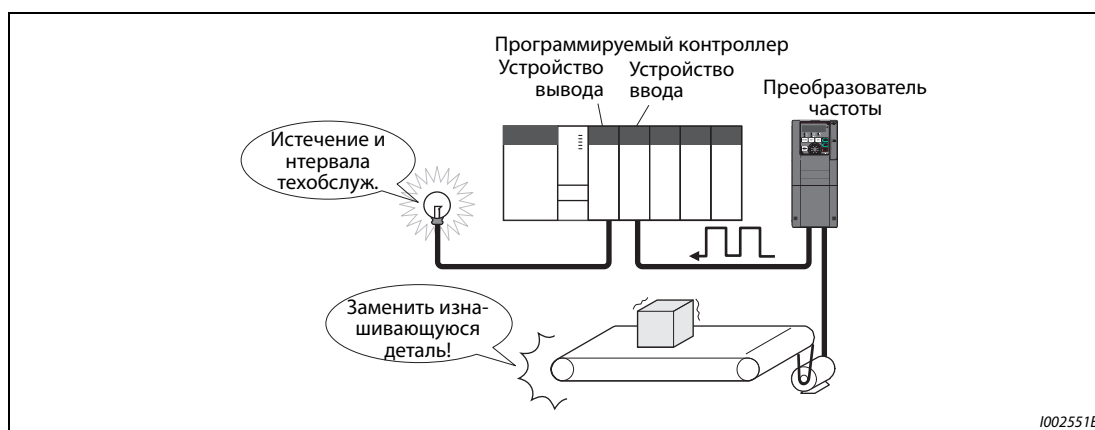 Программируемый контроллер
Устройство
вывода
Устройство
ввода
Преобразователь
частоты
Истечение и
нтервала
техобслуж.
Заменить изна-
шивающуюся
деталь!
I002551E